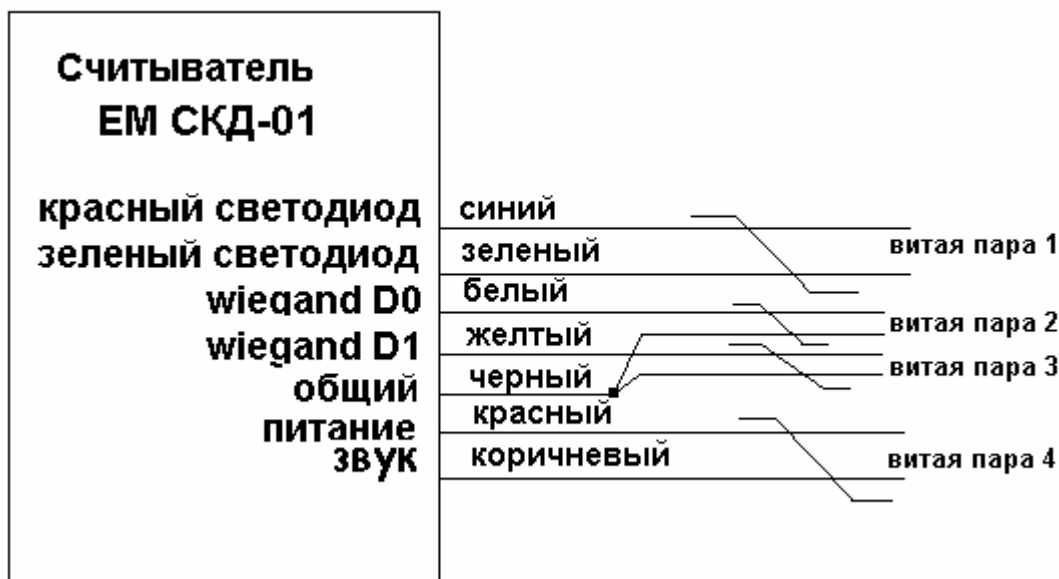 Считыватель
EM СКД-01
красный светодиод
синий
зеленый светодиод
зеленый
витая пара 1
wiegand D0
белый
wiegand D1
желтый
витая пара 2
общий
черный
витая пара 3
питание
красный
звук
коричневый
витая пара 4